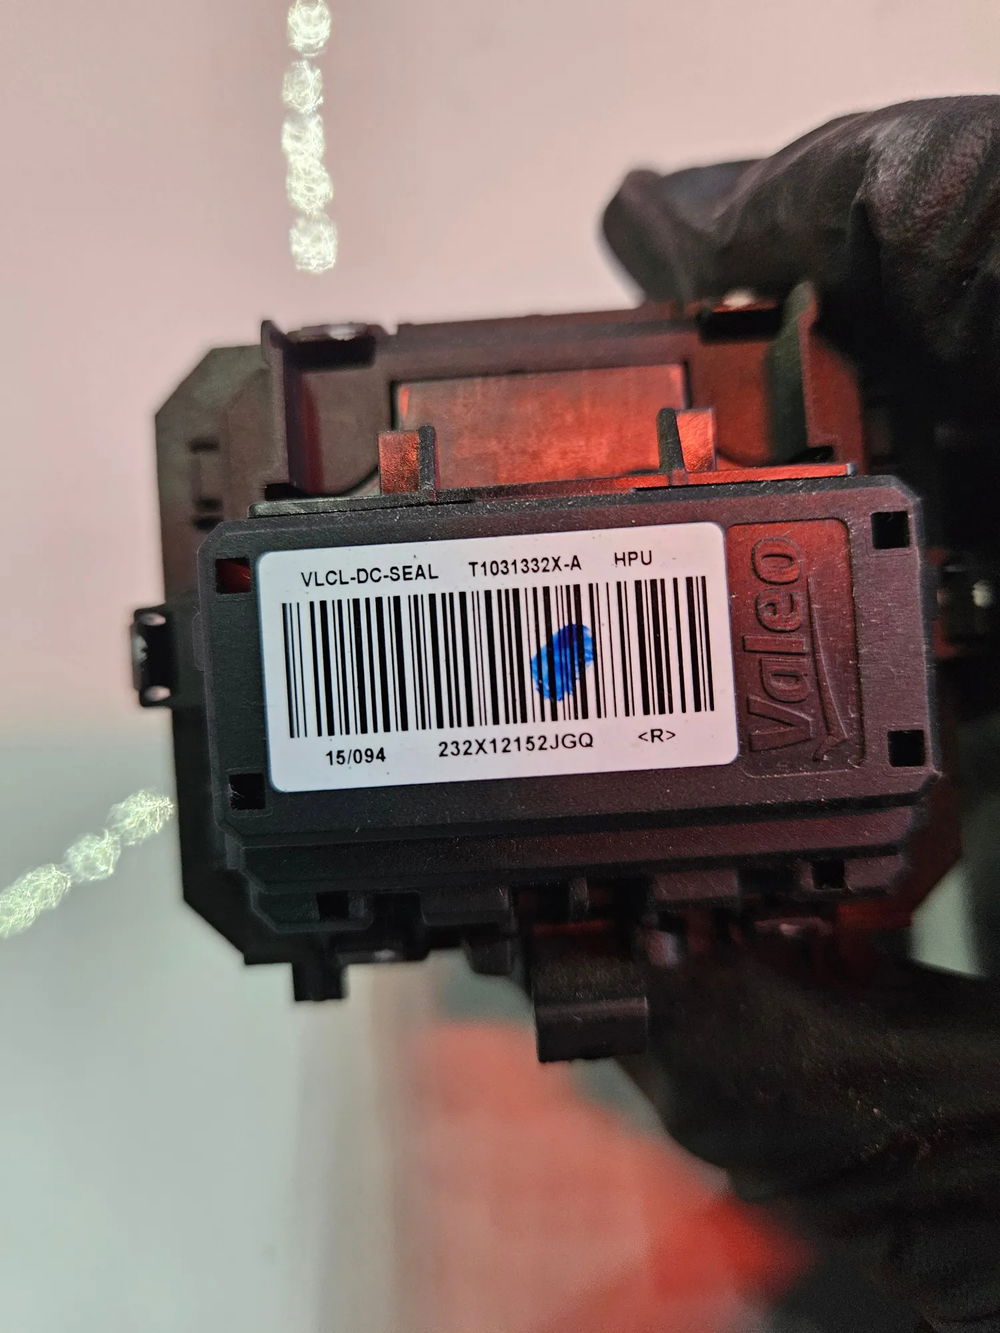 VLCL-DC-SEAL T1031332X-A HPU
15/094 232X12152JGQ <R>
Valeo